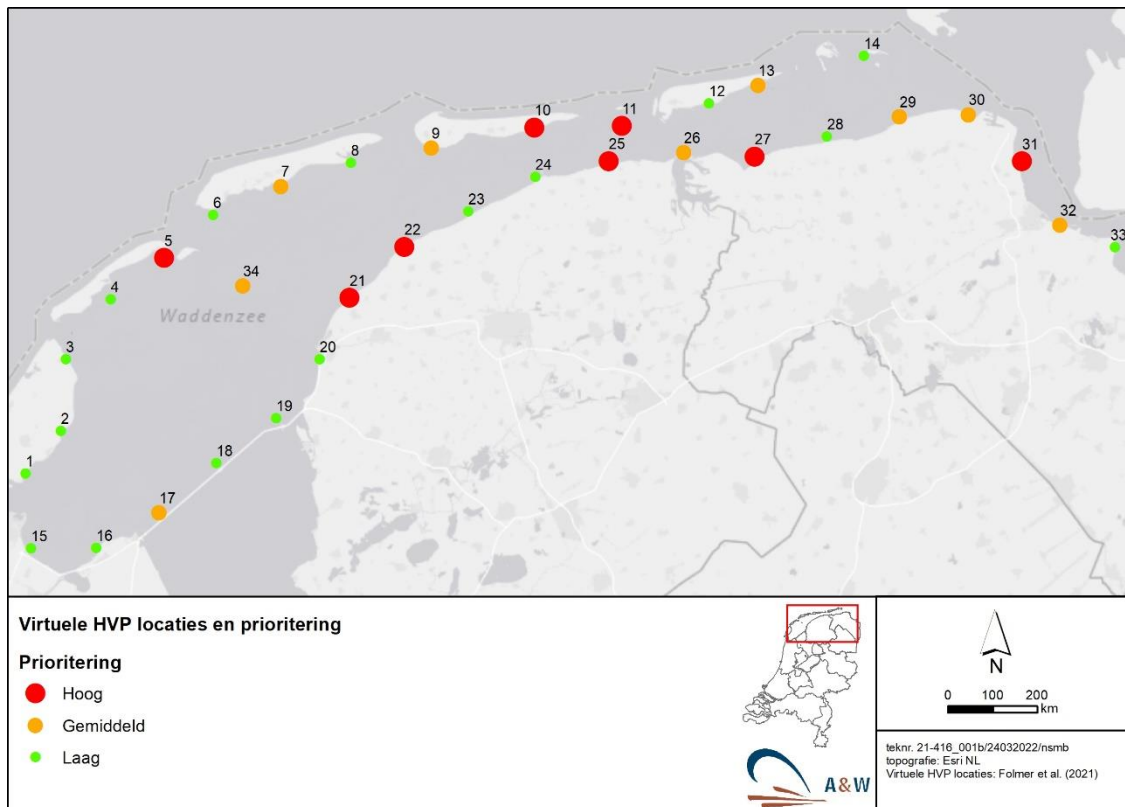 14
13
12
29
30
10
11
28
9
26
27
31
25
8
24
7
23
6
32
22
33
5
34
21
4
Waddenzee
3
20
19
2
18
1
17
15
16
Virtuele HVP locaties en prioritering
Prioritering
Hoog
Gemiddeld
Laag
A&W
N
0 100 200
km
teknr. 21-416_001b/24032022/nsmb
topografie: Esri NL
Virtuele HVP locaties: Folmer et al. (2021)